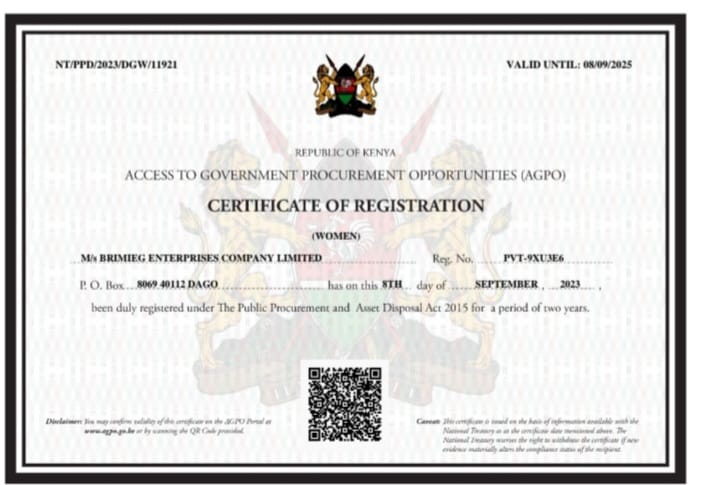 NT/PPD/2023/DGW/11921
VALID UNTIL: 08/09/2025
REPUBLIC OF KENYA
ACCESS TO GOVERNMENT PROCUREMENT OPPORTUNITIES (AGPO)
CERTIFICATE OF REGISTRATION
(WOMEN)
M/s BRIMIEG ENTERPRISES COMPANY LIMITED Reg. No. PVT-9XU3E6
P. O. Box 8069 40112 DAGO has on this 8TH day of SEPTEMBER , 2023 ,
been duly registered under The Public Procurement and Asset Disposal Act 2015 for a period of two years.
Disclaimer: You may confirm validity of this certificate on the AGPO Portal at
www.agpo.go.ke or by scanning the QR Code provided.
Caveat: This certificate is issued on the basis of information available with the
National Treasury as at the certificate date mentioned above. The
National Treasury reserves the right to withdraw the certificate if new
evidence materially alters the compliance status of the recipient.